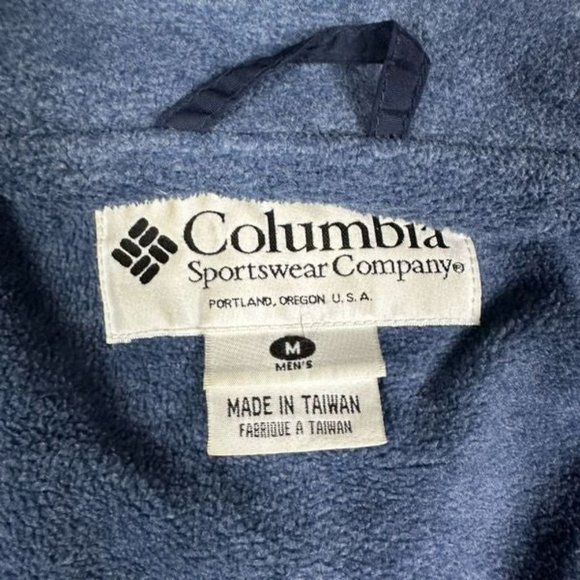 Columbia
Sportswear Company®
PORTLAND, OREGON U.S.A.
M
MEN'S
MADE IN TAIWAN
FABRIQUE A TAIWAN